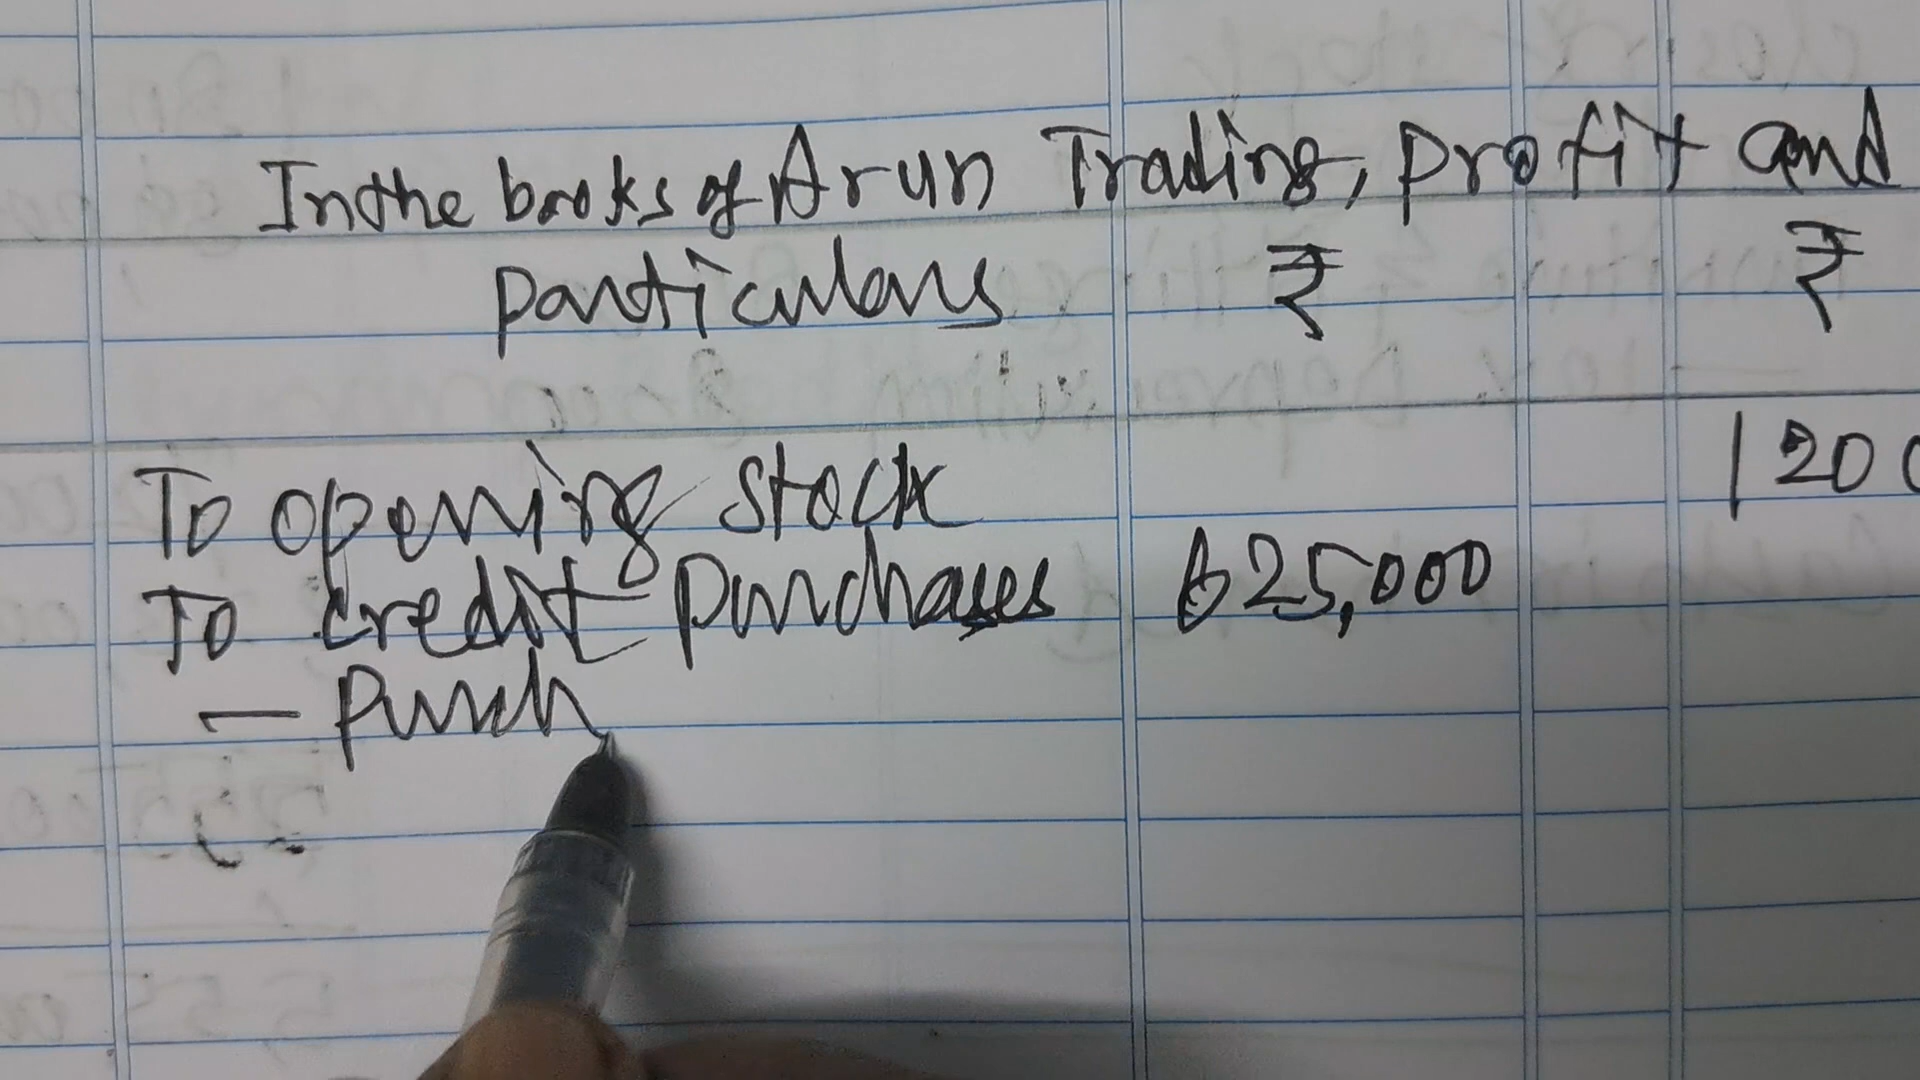 In the books of Arun Trading, Profit and
Particulars ₹ ₹
To opening stock 120
To credit purchases 625,000
- Purch